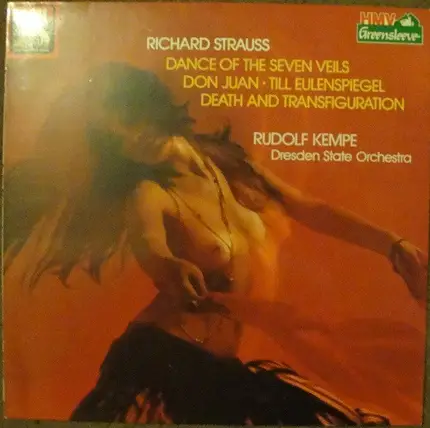 RICHARD STRAUSS
HMV
Greensleeve
DANCE OF THE SEVEN VEILS
DON JUAN · TILL EULENSPIEGEL
DEATH AND TRANSFIGURATION
RUDOLF KEMPE
Dresden State Orchestra